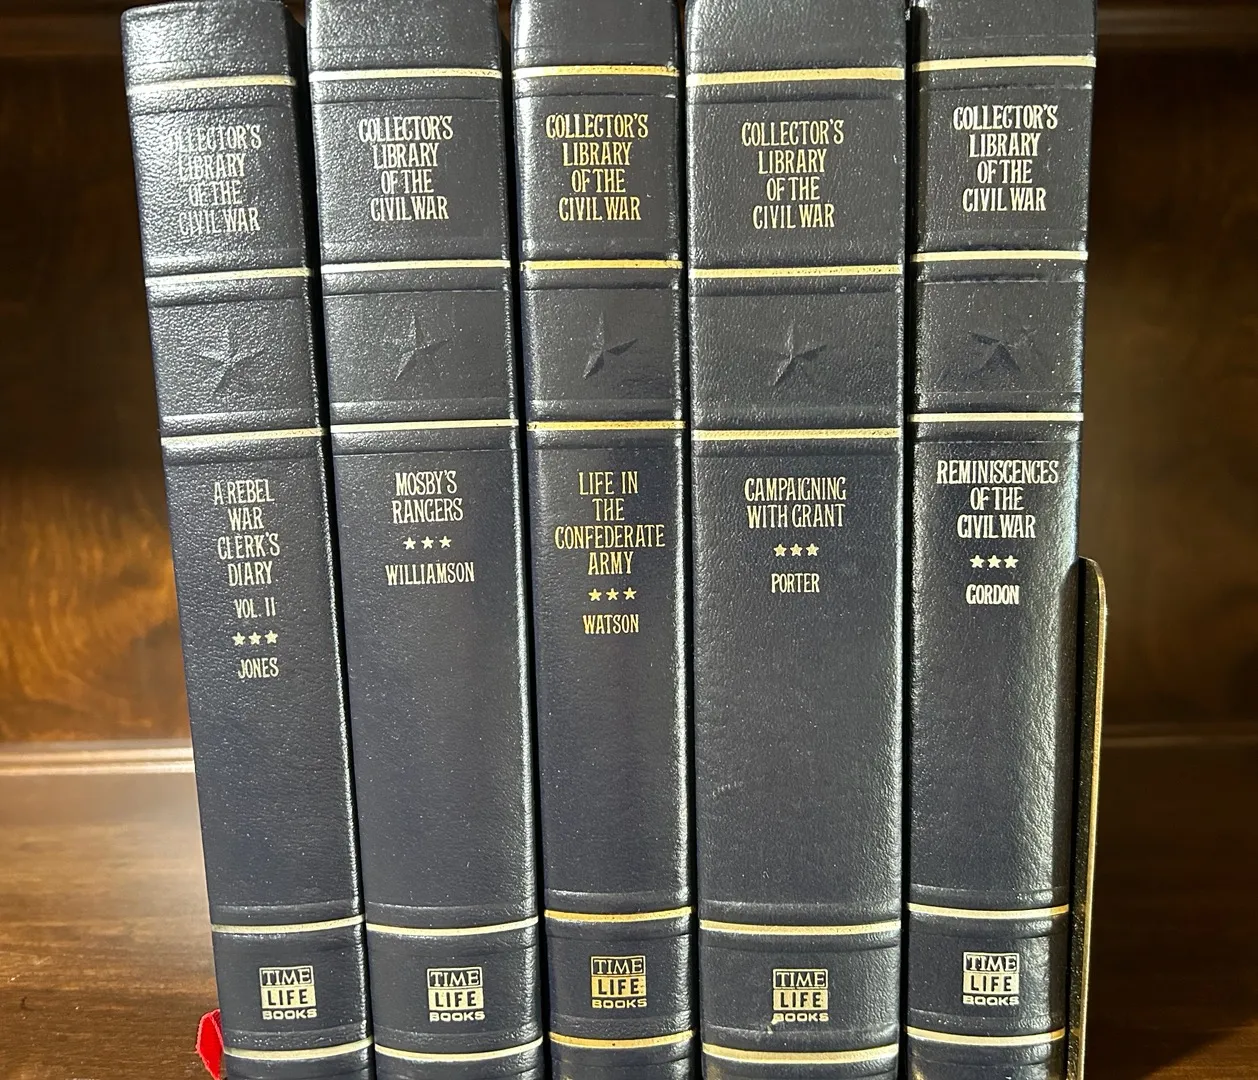 COLLECTOR'S
LIBRARY
OF THE
CIVIL WAR
A REBEL
WAR
CLERK'S
DIARY
VOL. II
JONES
TIME
LIFE
BOOKS
COLLECTOR'S
LIBRARY
OF THE
CIVIL WAR
MOSBY'S
RANGERS
WILLIAMSON
TIME
LIFE
BOOKS
COLLECTOR'S
LIBRARY
OF THE
CIVIL WAR
LIFE IN
THE
CONFEDERATE
ARMY
WATSON
TIME
LIFE
BOOKS
COLLECTOR'S
LIBRARY
OF THE
CIVIL WAR
CAMPAIGNING
WITH GRANT
PORTER
TIME
LIFE
BOOKS
COLLECTOR'S
LIBRARY
OF THE
CIVIL WAR
REMINISCENCES
OF THE
CIVIL WAR
GORDON
TIME
LIFE
BOOKS